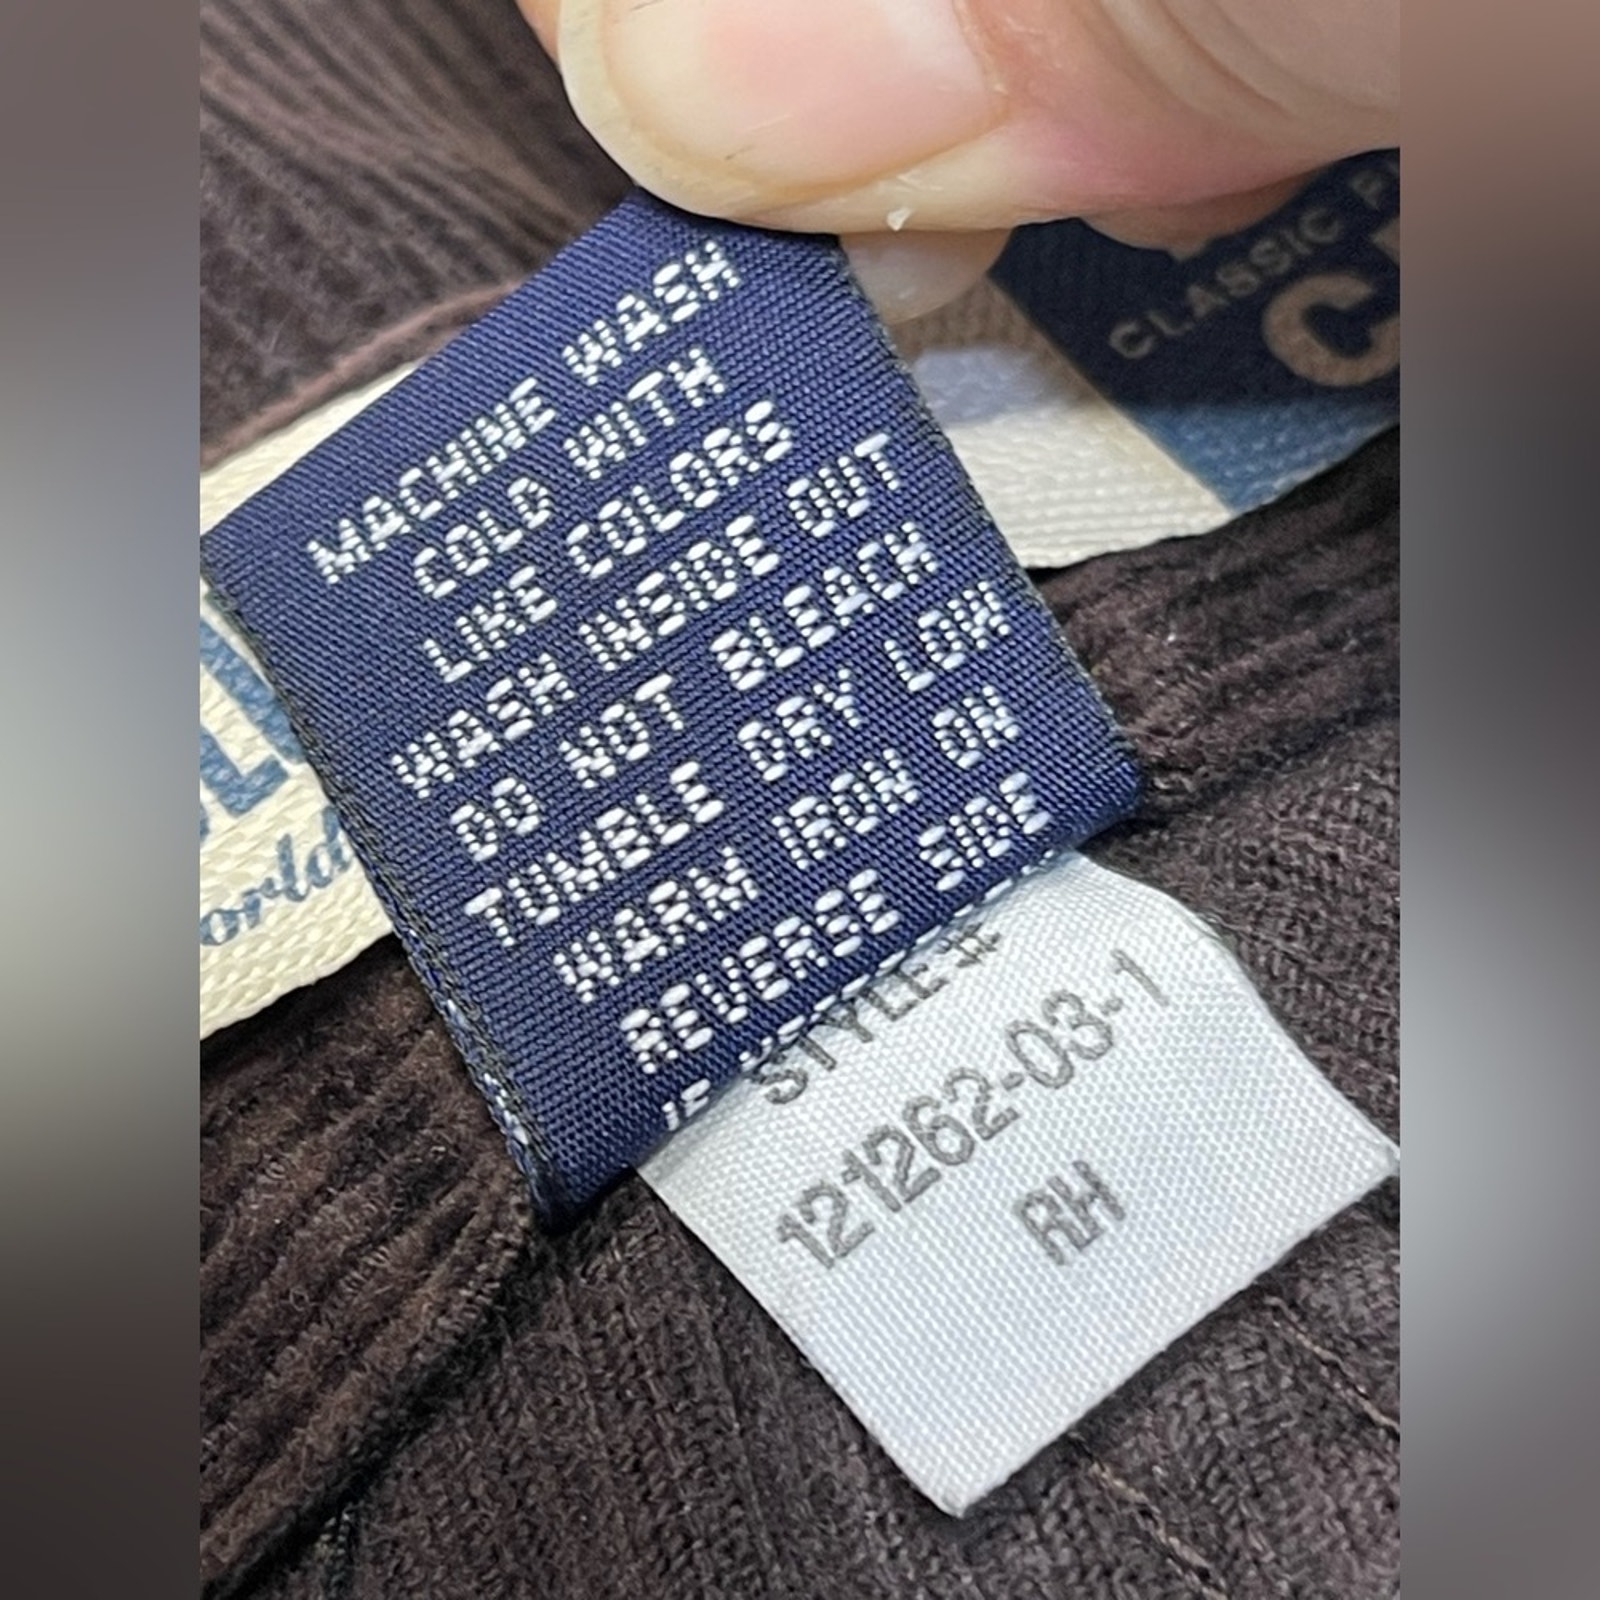 MACHINE WASH
COLD WITH
LIKE COLORS
WASH INSIDE OUT
DO NOT BLEACH
TUMBLE DRY LOW
WARM IRON ON
REVERSE SIDE
STYLE#
121262-03-1
RH
CLASSIC